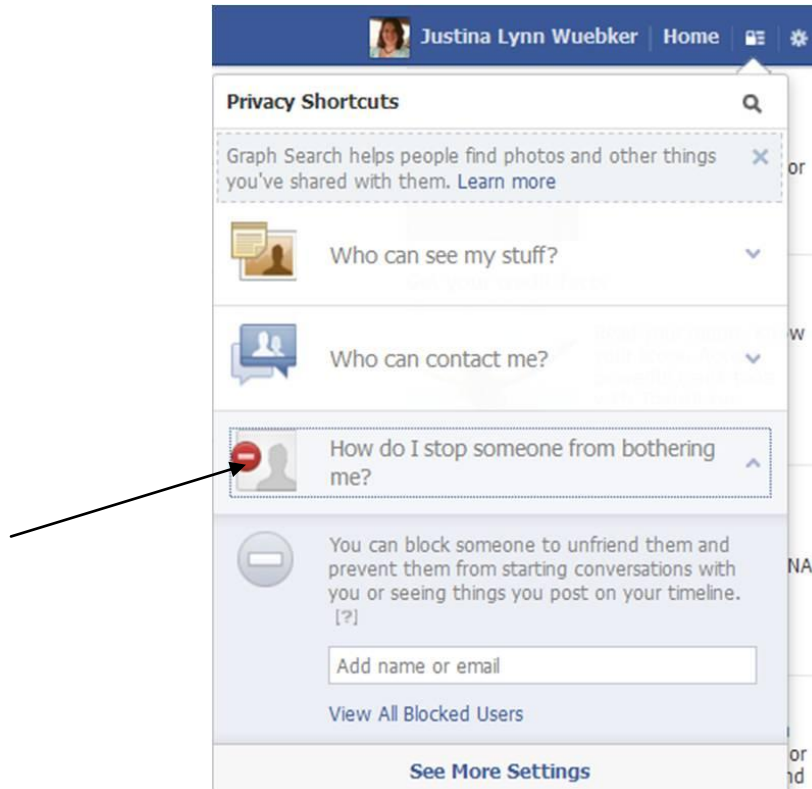 Justina Lynn Wuebker Home
Privacy Shortcuts
Graph Search helps people find photos and other things
you've shared with them. Learn more
or
Who can see my stuff?
Who can contact me?
How do I stop someone from bothering
me?
You can block someone to unfriend them and
prevent them from starting conversations with
you or seeing things you post on your timeline.
[?]
NA
Add name or email
View All Blocked Users
See More Settings
or